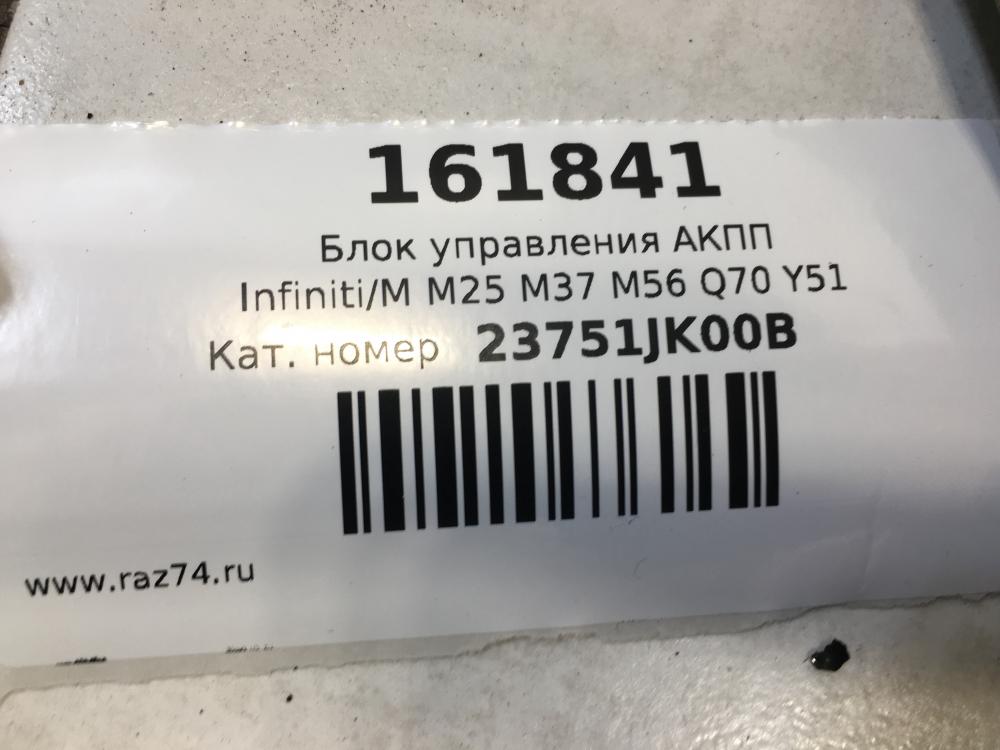 161841
Блок управления АКПП
Infiniti/M M25 M37 M56 Q70 Y51
Кат. номер 23751JK00B
www.raz74.ru